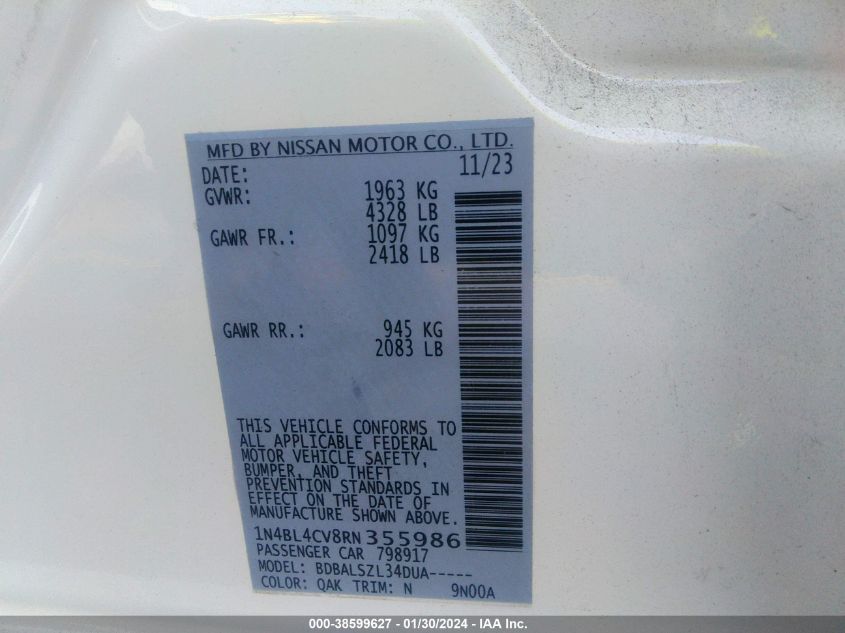 MFD BY NISSAN MOTOR CO., LTD.
DATE: 11/23
GVWR: 1963 KG
4328 LB
GAWR FR.: 1097 KG
2418 LB
GAWR RR.: 945 KG
2083 LB
THIS VEHICLE CONFORMS TO
ALL APPLICABLE FEDERAL
MOTOR VEHICLE SAFETY,
BUMPER, AND THEFT
PREVENTION STANDARDS IN
EFFECT ON THE DATE OF
MANUFACTURE SHOWN ABOVE.
1N4BL4CV8RN355986
PASSENGER CAR 798917
MODEL: BDBALSZL34DUA-----
COLOR: QAK TRIM: N 9N00A
000-38599627 - 01/30/2024 - IAA Inc.